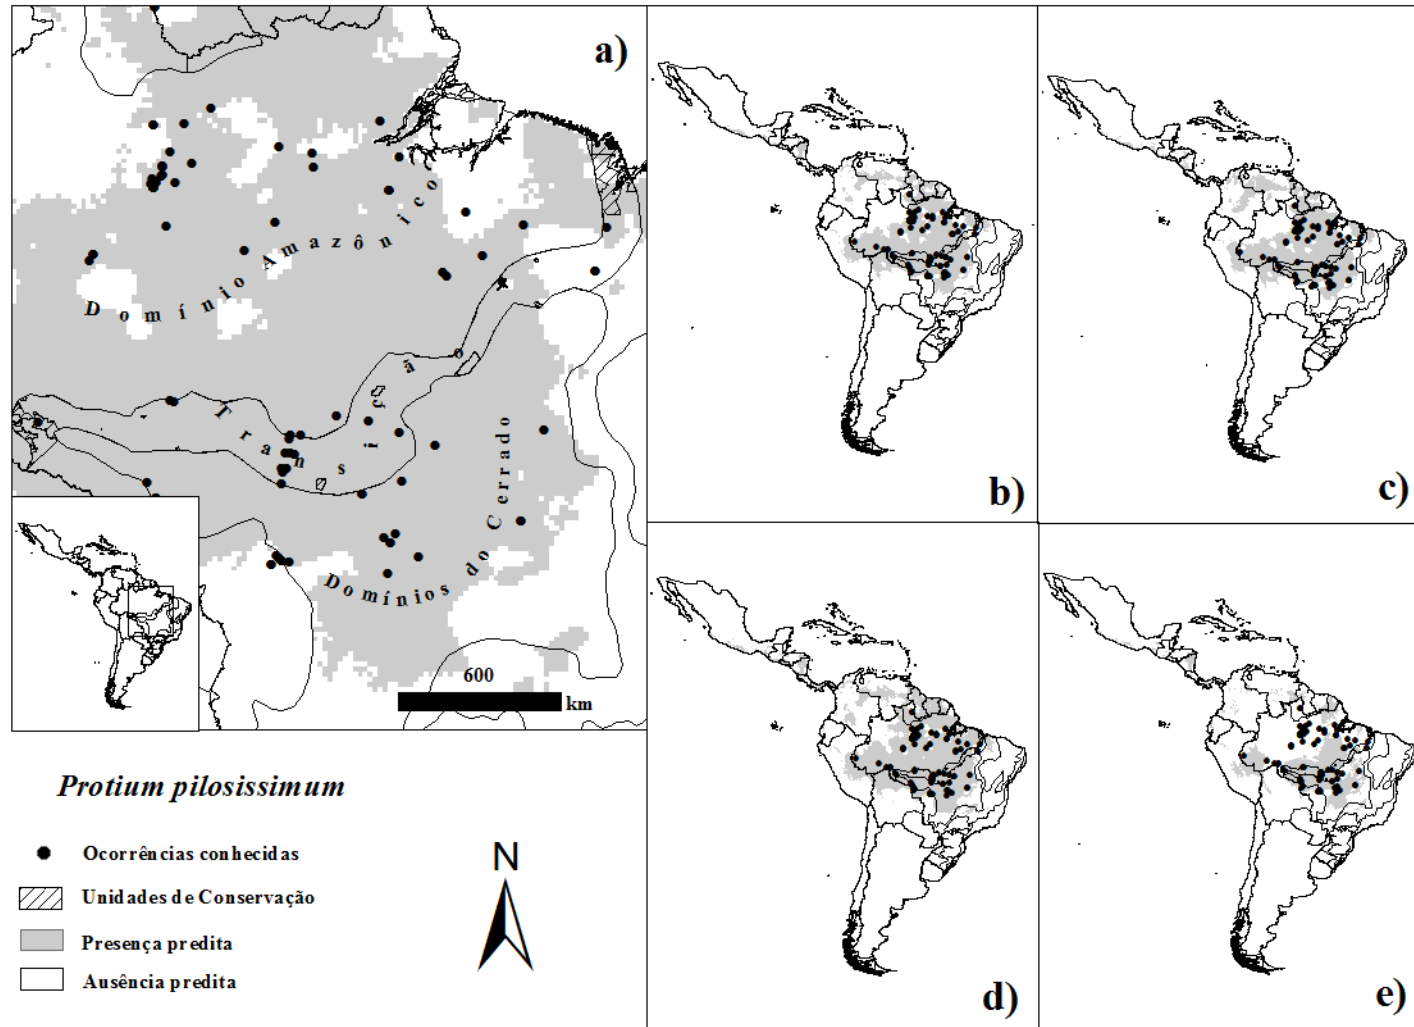 a)
b)
c)
Domínio Amazônico
Transição
Domínios do Cerrado
600
km
Protium pilosissimum
Ocorrências conhecidas
Unidades de Conservação
Presença predita
Ausência predita
N
d)
e)